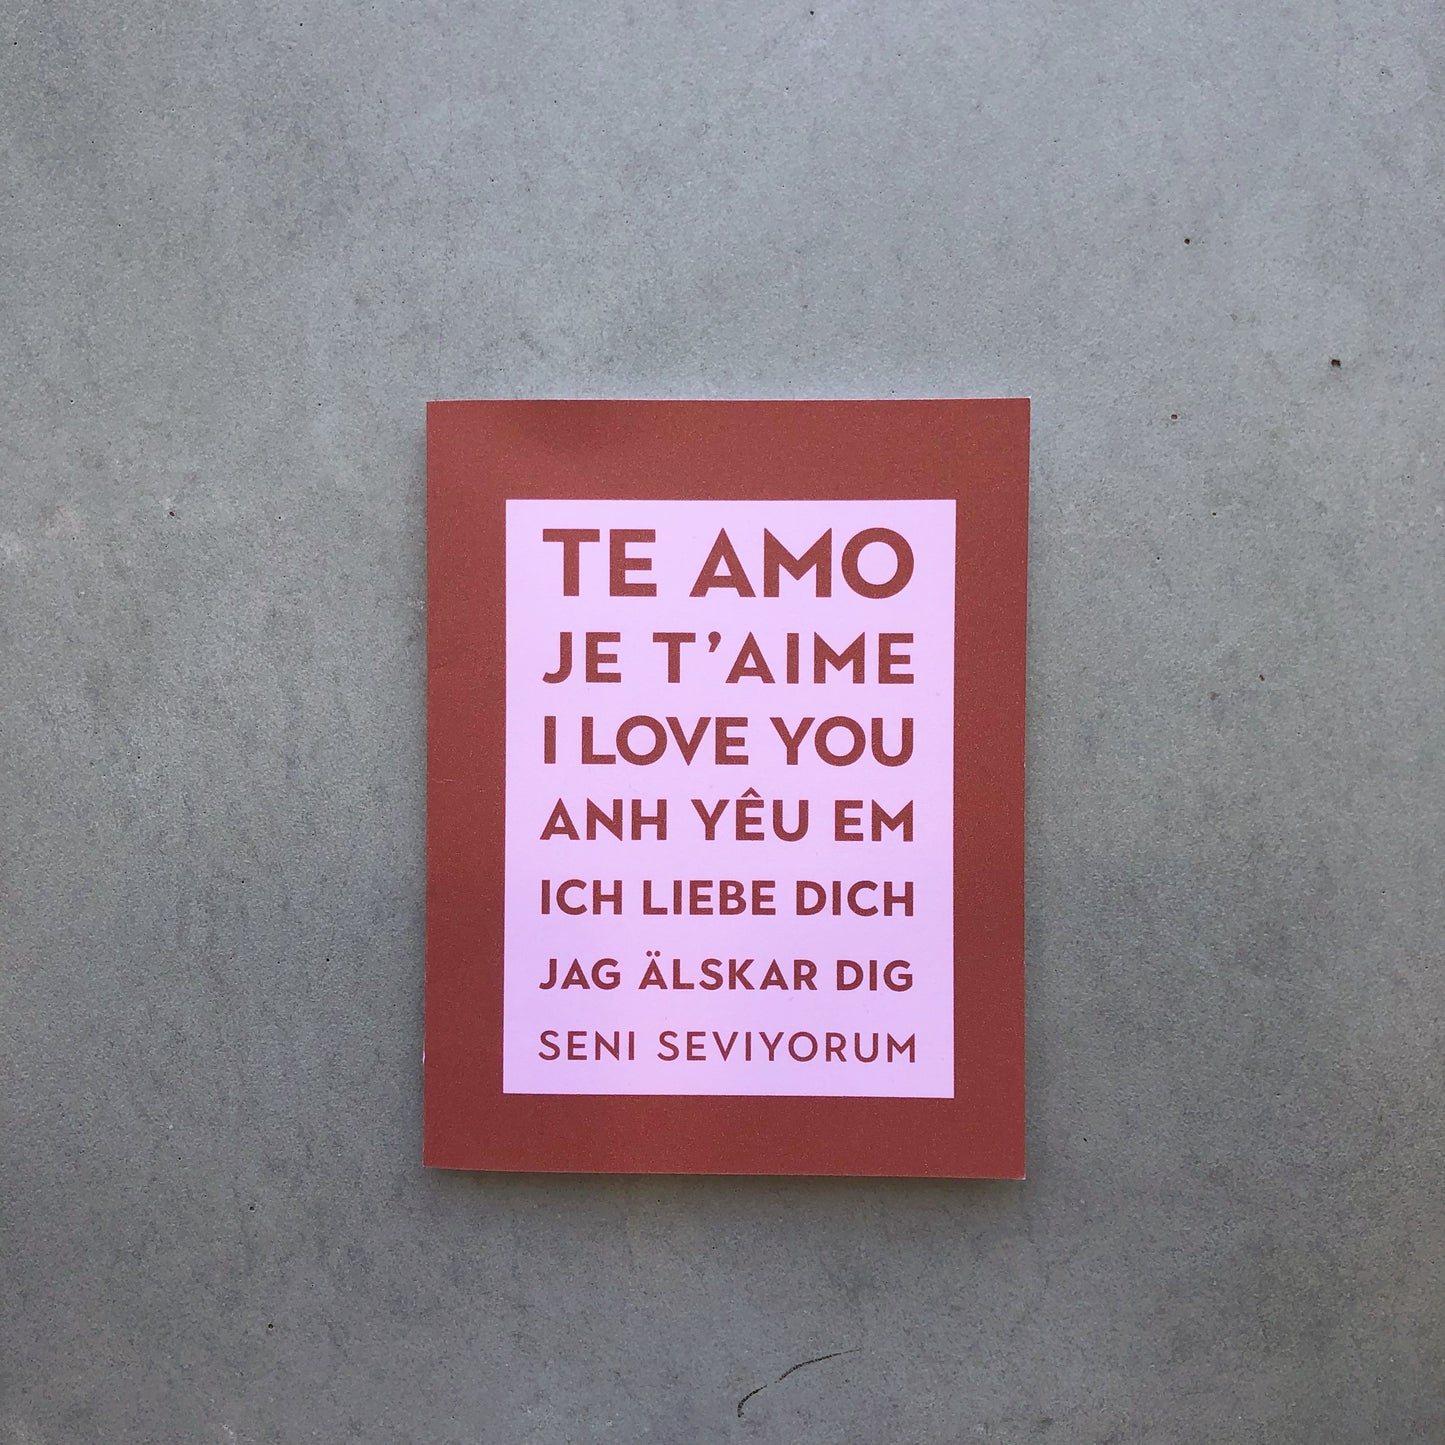 TE AMO
JE T’AIME
I LOVE YOU
ANH YÊU EM
ICH LIEBE DICH
JAG ÄLSKAR DIG
SENI SEVIYORUM